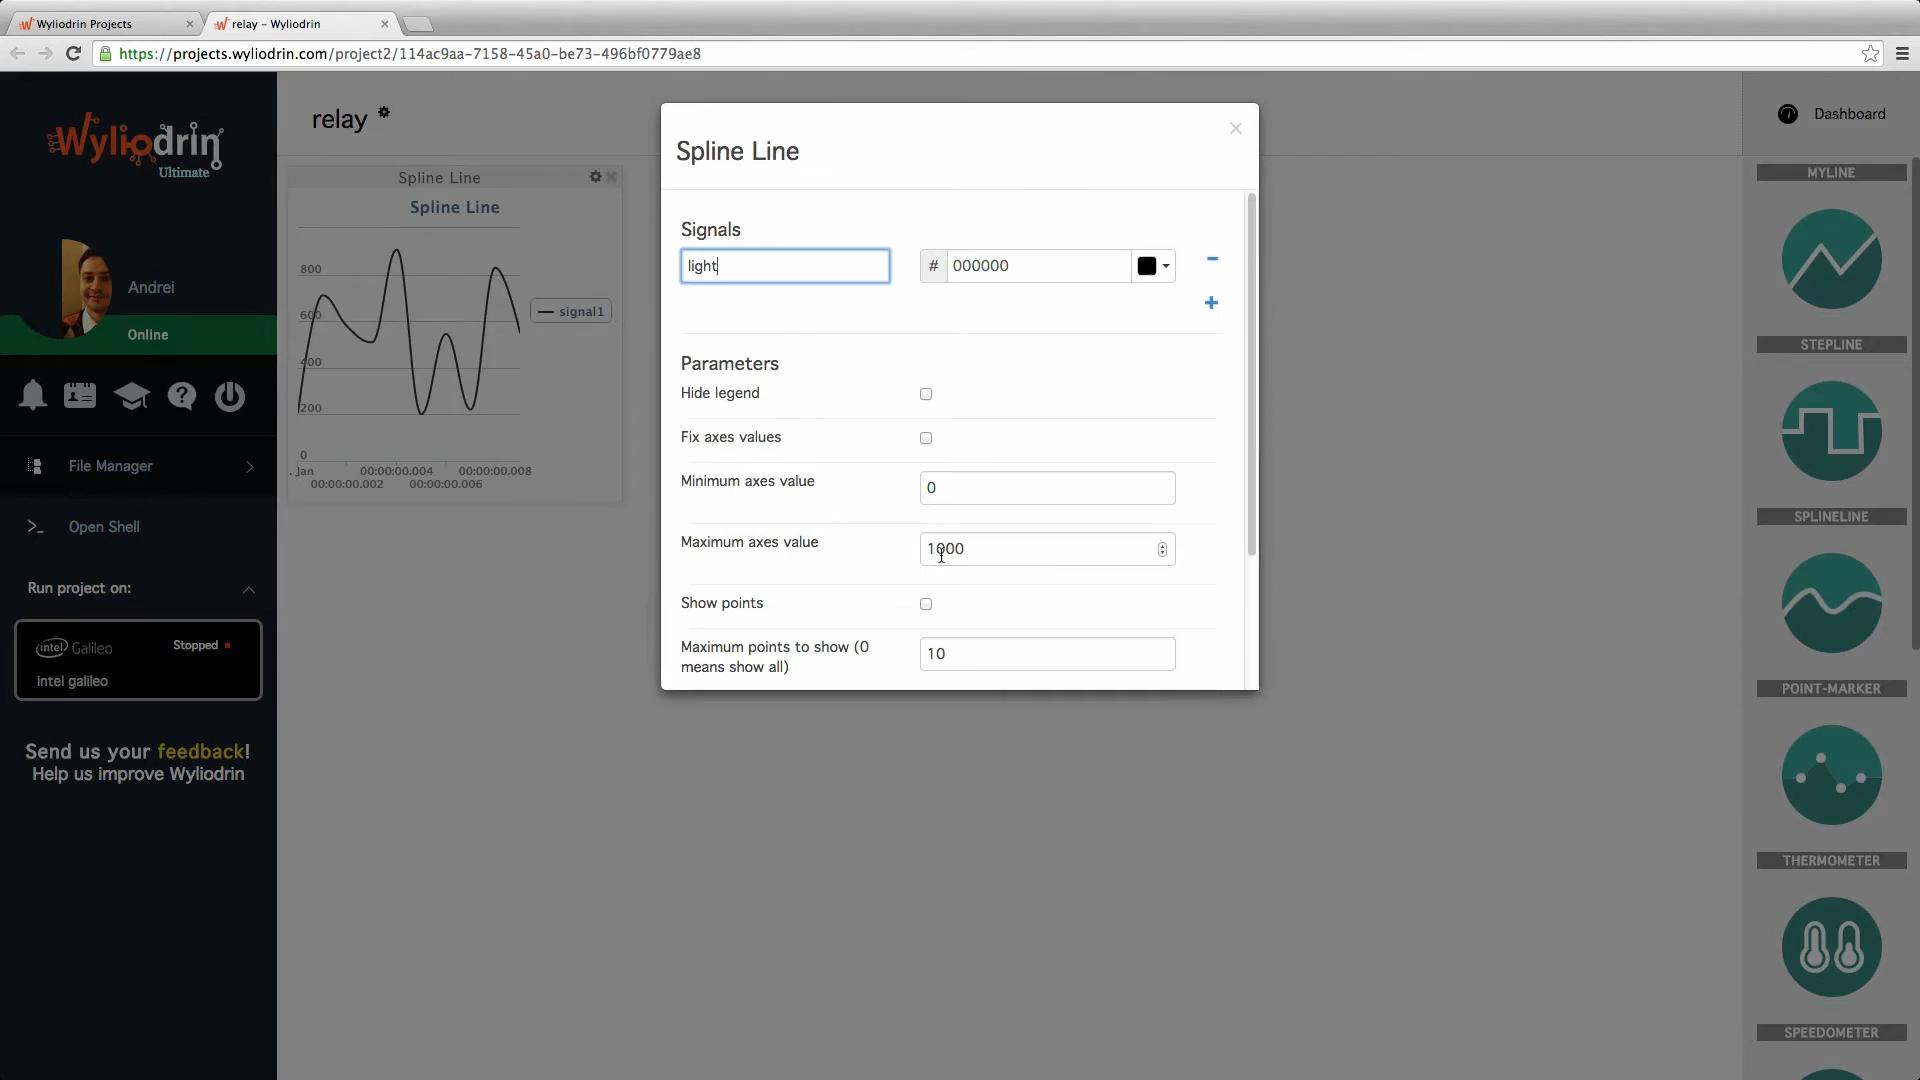 Wyliodrin Projects
relay – Wyliodrin
https://projects.wyliodrin.com/project2/114ac9aa-7158-45a0-be73-496bf0779ae8
Wyliodrin
Ultimate
Andrei
Online
File Manager
>_ Open Shell
Run project on:
intel Galileo
Stopped
intel galileo
Send us your feedback!
Help us improve Wyliodrin
relay
Spline Line
Spline Line
800
600
400
200
0
signal1
. Jan
00:00:00.004
00:00:00.008
00:00:00.002
00:00:00.006
Spline Line
×
Signals
light
# 000000
Parameters
Hide legend
Fix axes values
Minimum axes value
0
Maximum axes value
1000
Show points
Maximum points to show (0
means show all)
10
Dashboard
MYLINE
STEPLINE
SPLINELINE
POINT-MARKER
THERMOMETER
SPEEDOMETER